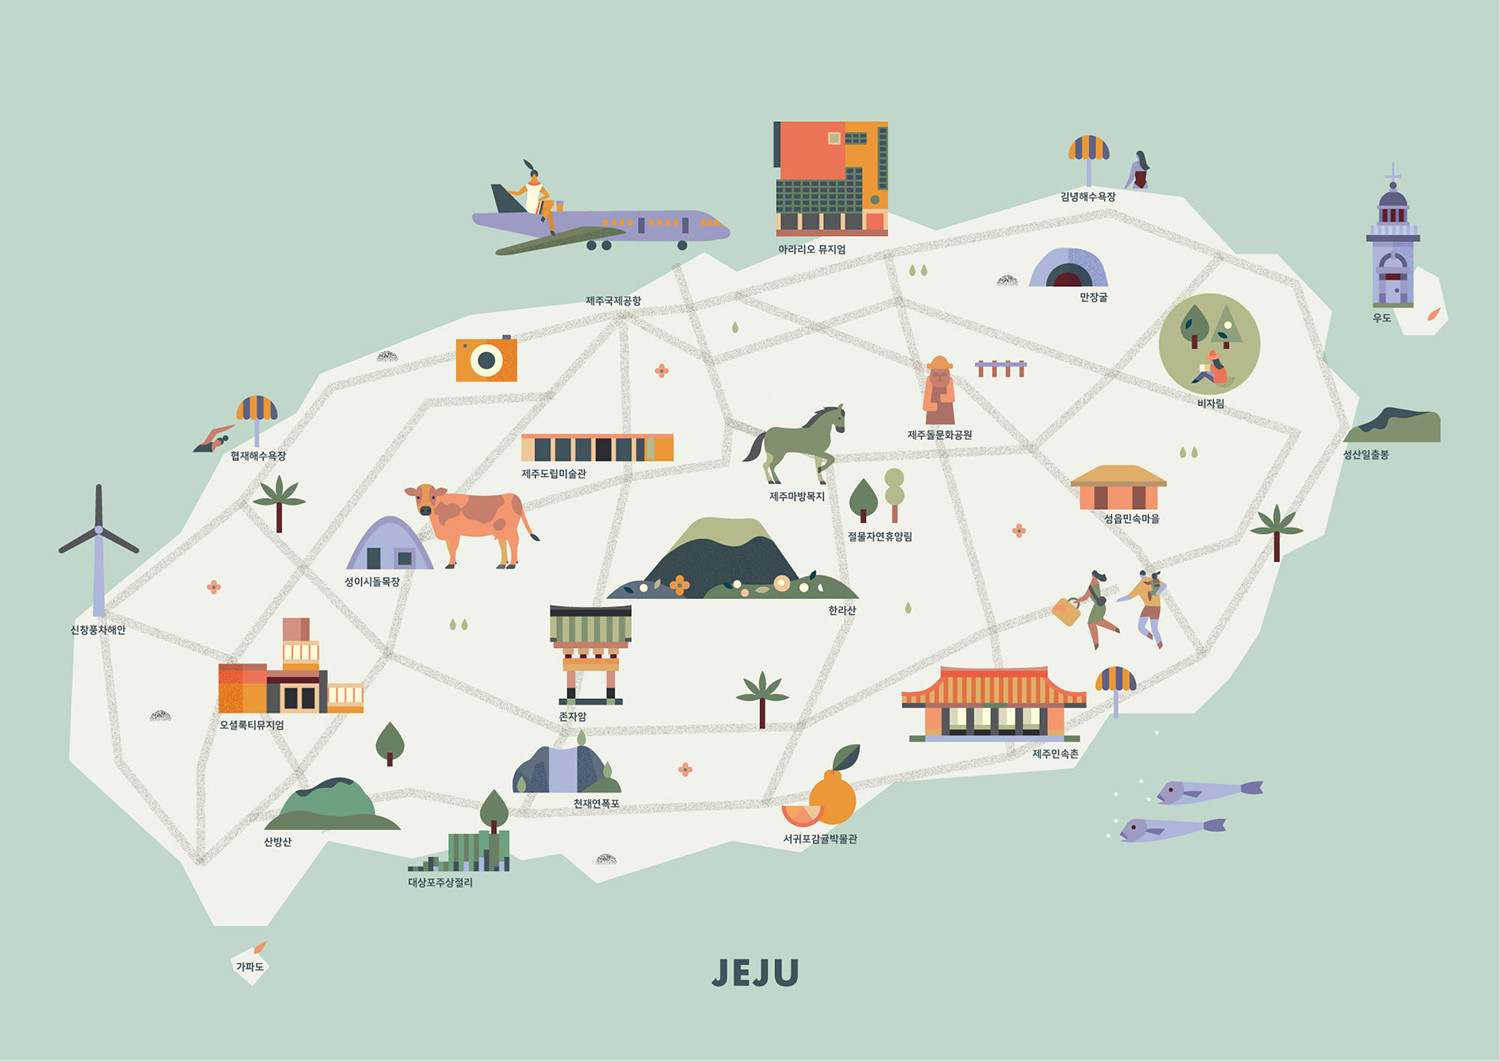 김녕해수욕장
아라리오 뮤지엄
만장굴
제주국제공항
우도
비자림
제주돌문화공원
협재해수욕장
성산일출봉
제주도립미술관
제주마방목지
성읍민속마을
절물자연휴양림
성이시돌목장
한라산
신창풍차해안
존자암
오셜록티뮤지엄
제주민속촌
천재연폭포
산방산
서귀포감귤박물관
대상포주상절리
가파도
JEJU